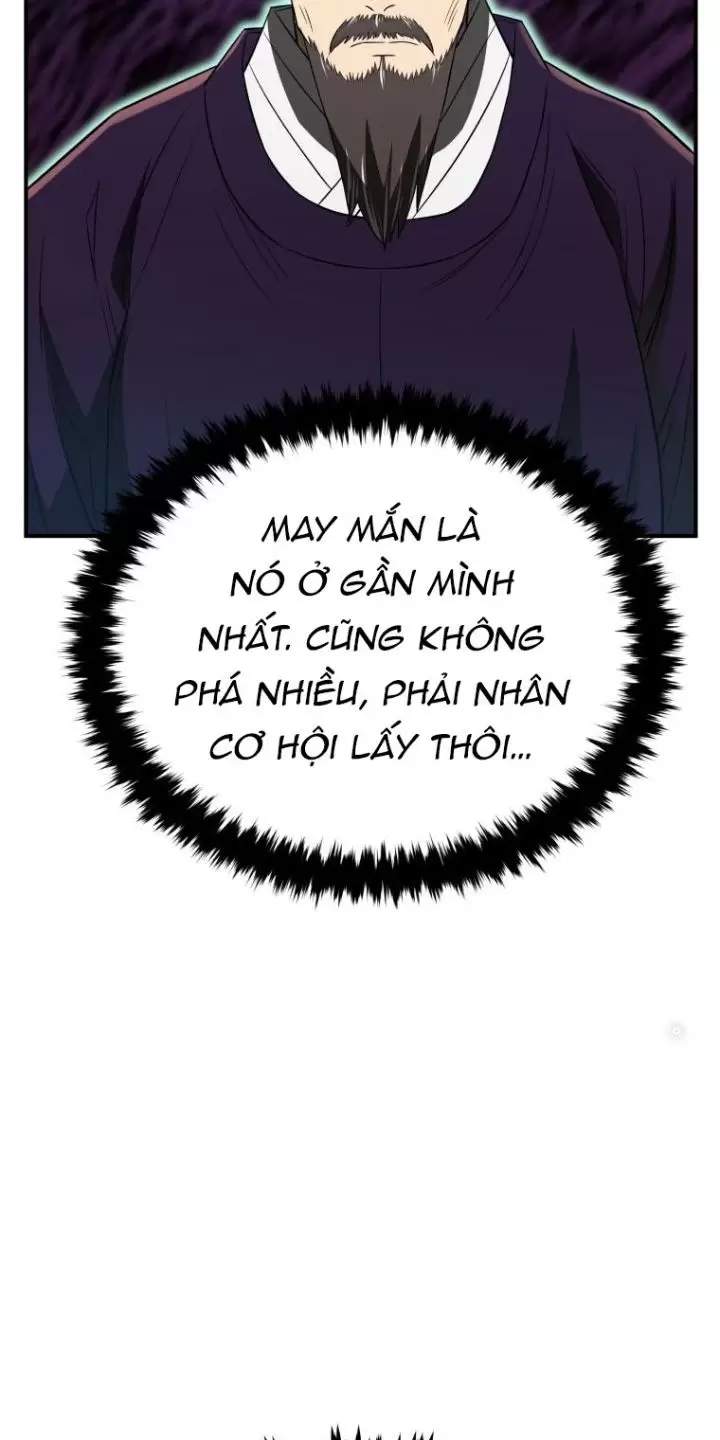 MAY MẮN LÀ
NÓ Ở GẦN MÌNH
NHẤT. CŨNG KHÔNG
PHÁ NHIỀU, PHẢI NHÂN
CƠ HỘI LẤY THÔI...